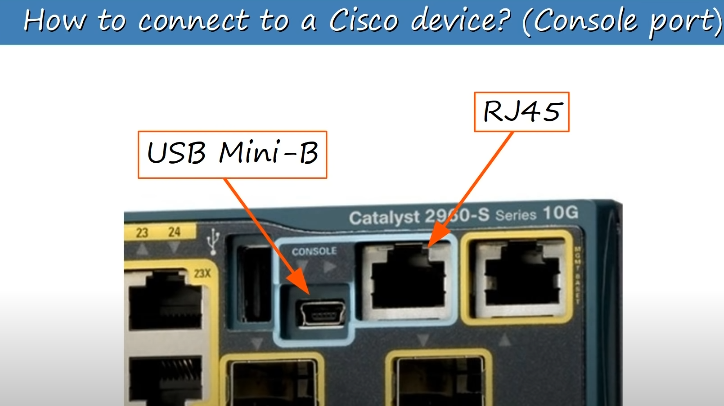 How to connect to a Cisco device? (Console port)
RJ45
USB Mini-B
Catalyst 2960-S Series 10G
23 24
CONSOLE
23X
MGMT BASET